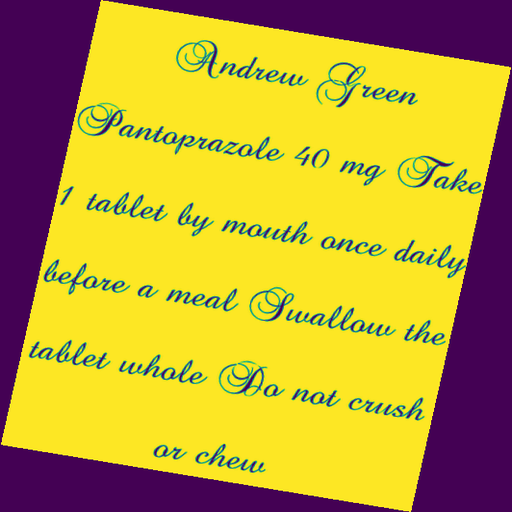 Andrew Green
Pantoprazole 40 mg Take
1 tablet by mouth once daily
before a meal Swallow the
tablet whole Do not crush
or chew